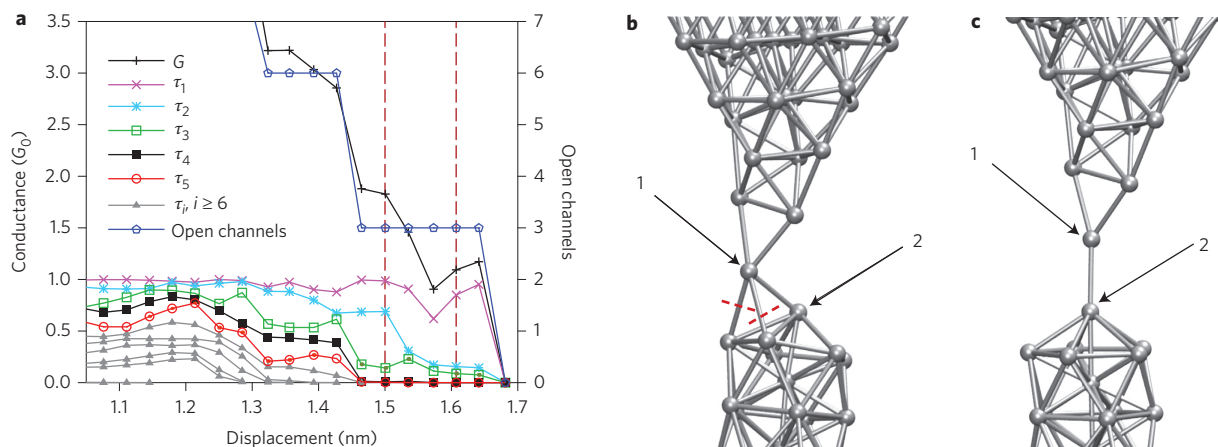 a
3.5
3.0
2.5
2.0
1.5
1.0
0.5
0.0
Conductance (G₀)
G
τ₁
τ₂
τ₃
τ₄
τ₅
τᵢ, i ≥ 6
Open channels
7
6
5
4
3
2
1
0
Open channels
1.1 1.2 1.3 1.4 1.5 1.6 1.7
Displacement (nm)
b
1
2
c
1
2